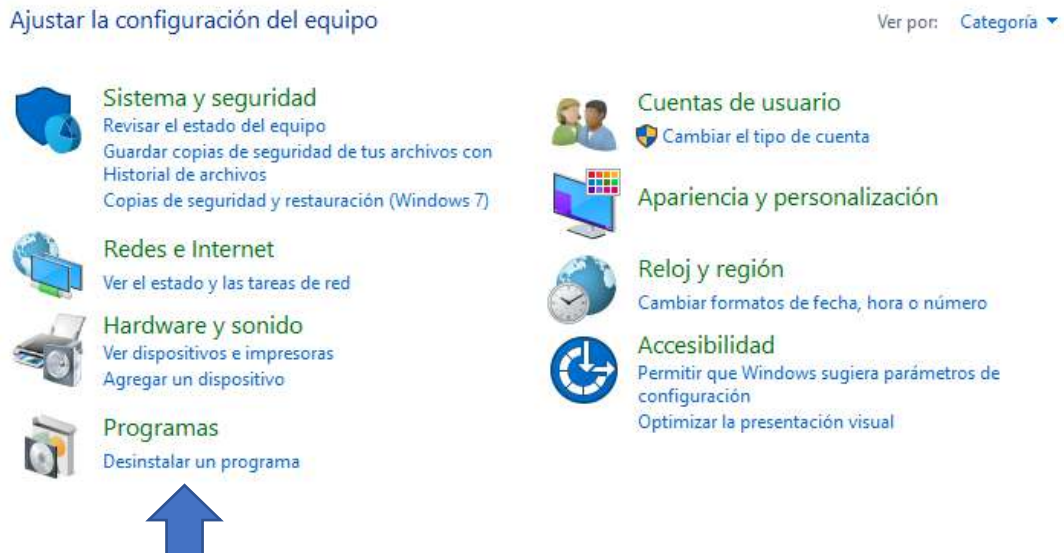 Ajustar la configuración del equipo
Ver por: Categoría
Sistema y seguridad
Revisar el estado del equipo
Guardar copias de seguridad de tus archivos con
Historial de archivos
Copias de seguridad y restauración (Windows 7)
Redes e Internet
Ver el estado y las tareas de red
Hardware y sonido
Ver dispositivos e impresoras
Agregar un dispositivo
Programas
Desinstalar un programa
Cuentas de usuario
Cambiar el tipo de cuenta
Apariencia y personalización
Reloj y región
Cambiar formatos de fecha, hora o número
Accesibilidad
Permitir que Windows sugiera parámetros de
configuración
Optimizar la presentación visual